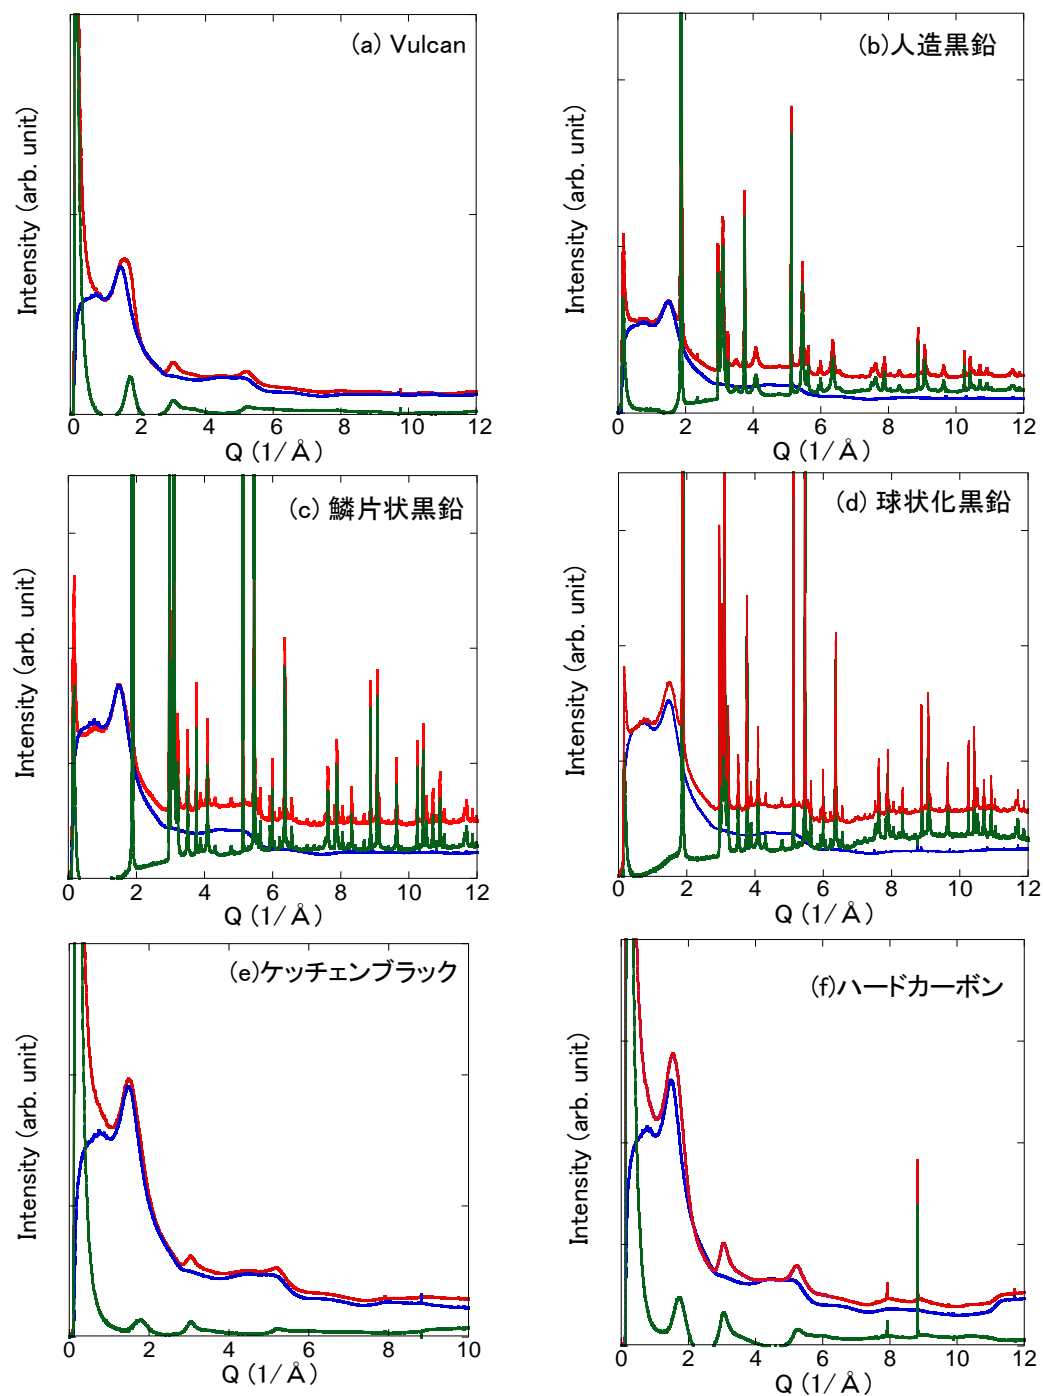 (a) Vulcan
Intensity (arb. unit)
0 2 4 6 8 10 12
Q (1/Å)
(b)人造黒鉛
Intensity (arb. unit)
0 2 4 6 8 10 12
Q (1/Å)
(c) 鱗片状黒鉛
Intensity (arb. unit)
0 2 4 6 8 10 12
Q (1/Å)
(d) 球状化黒鉛
Intensity (arb. unit)
0 2 4 6 8 10 12
Q (1/Å)
(e)ケッチェンブラック
Intensity (arb. unit)
0 2 4 6 8 10
Q (1/Å)
(f)ハードカーボン
Intensity (arb. unit)
0 2 4 6 8 10 12
Q (1/Å)